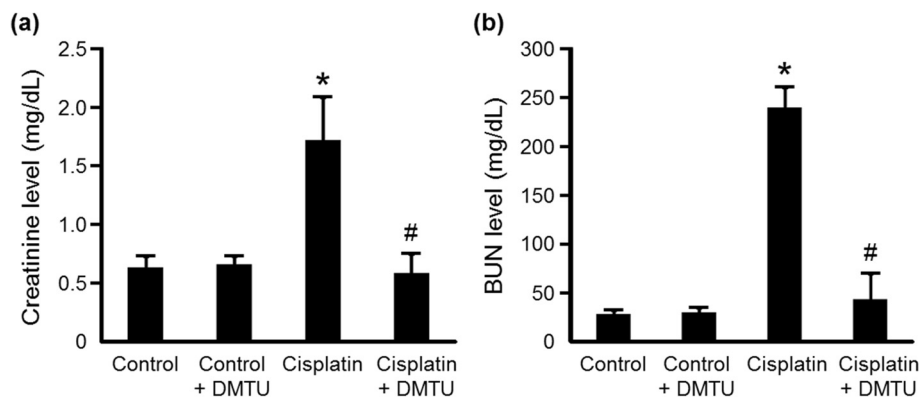 (a)
Creatinine level (mg/dL)
2.5
2.0
1.5
1.0
0.5
0
*
#
Control
Control
+ DMTU
Cisplatin
Cisplatin
+ DMTU
(b)
BUN level (mg/dL)
300
250
200
150
100
50
0
*
#
Control
Control
+ DMTU
Cisplatin
Cisplatin
+ DMTU